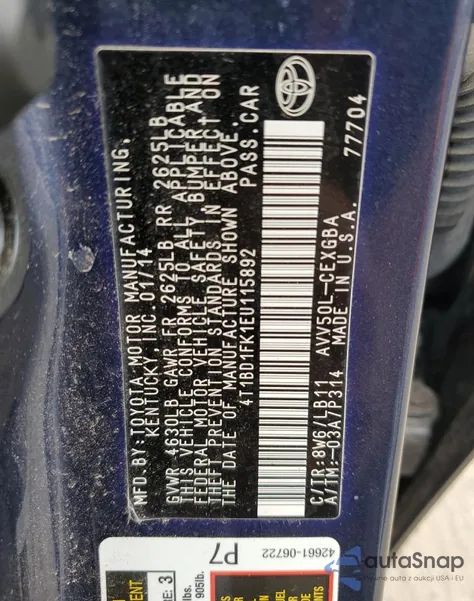 MFD.BY:TOYOTA MOTOR MANUFACTURING,
KENTUCKY, INC. 01/14
GVWR 4630LB GAWR FR 2625LB RR 2625LB
THIS VEHICLE CONFORMS TO ALL APPLICABLE
FEDERAL MOTOR VEHICLE SAFETY, BUMPER AND
THEFT PREVENTION STANDARDS IN EFFECT ON
THE DATE OF MANUFACTURE SHOWN ABOVE.
4T1BD1FK1EU115892 PASS.CAR
C/TR:8W6/LB11 AVV50L-CEXGBA
A/TM:-03A/P314 MADE IN U.S.A. 77704
42661-06722
P7
3
lbs.
905lb.
autoSnap